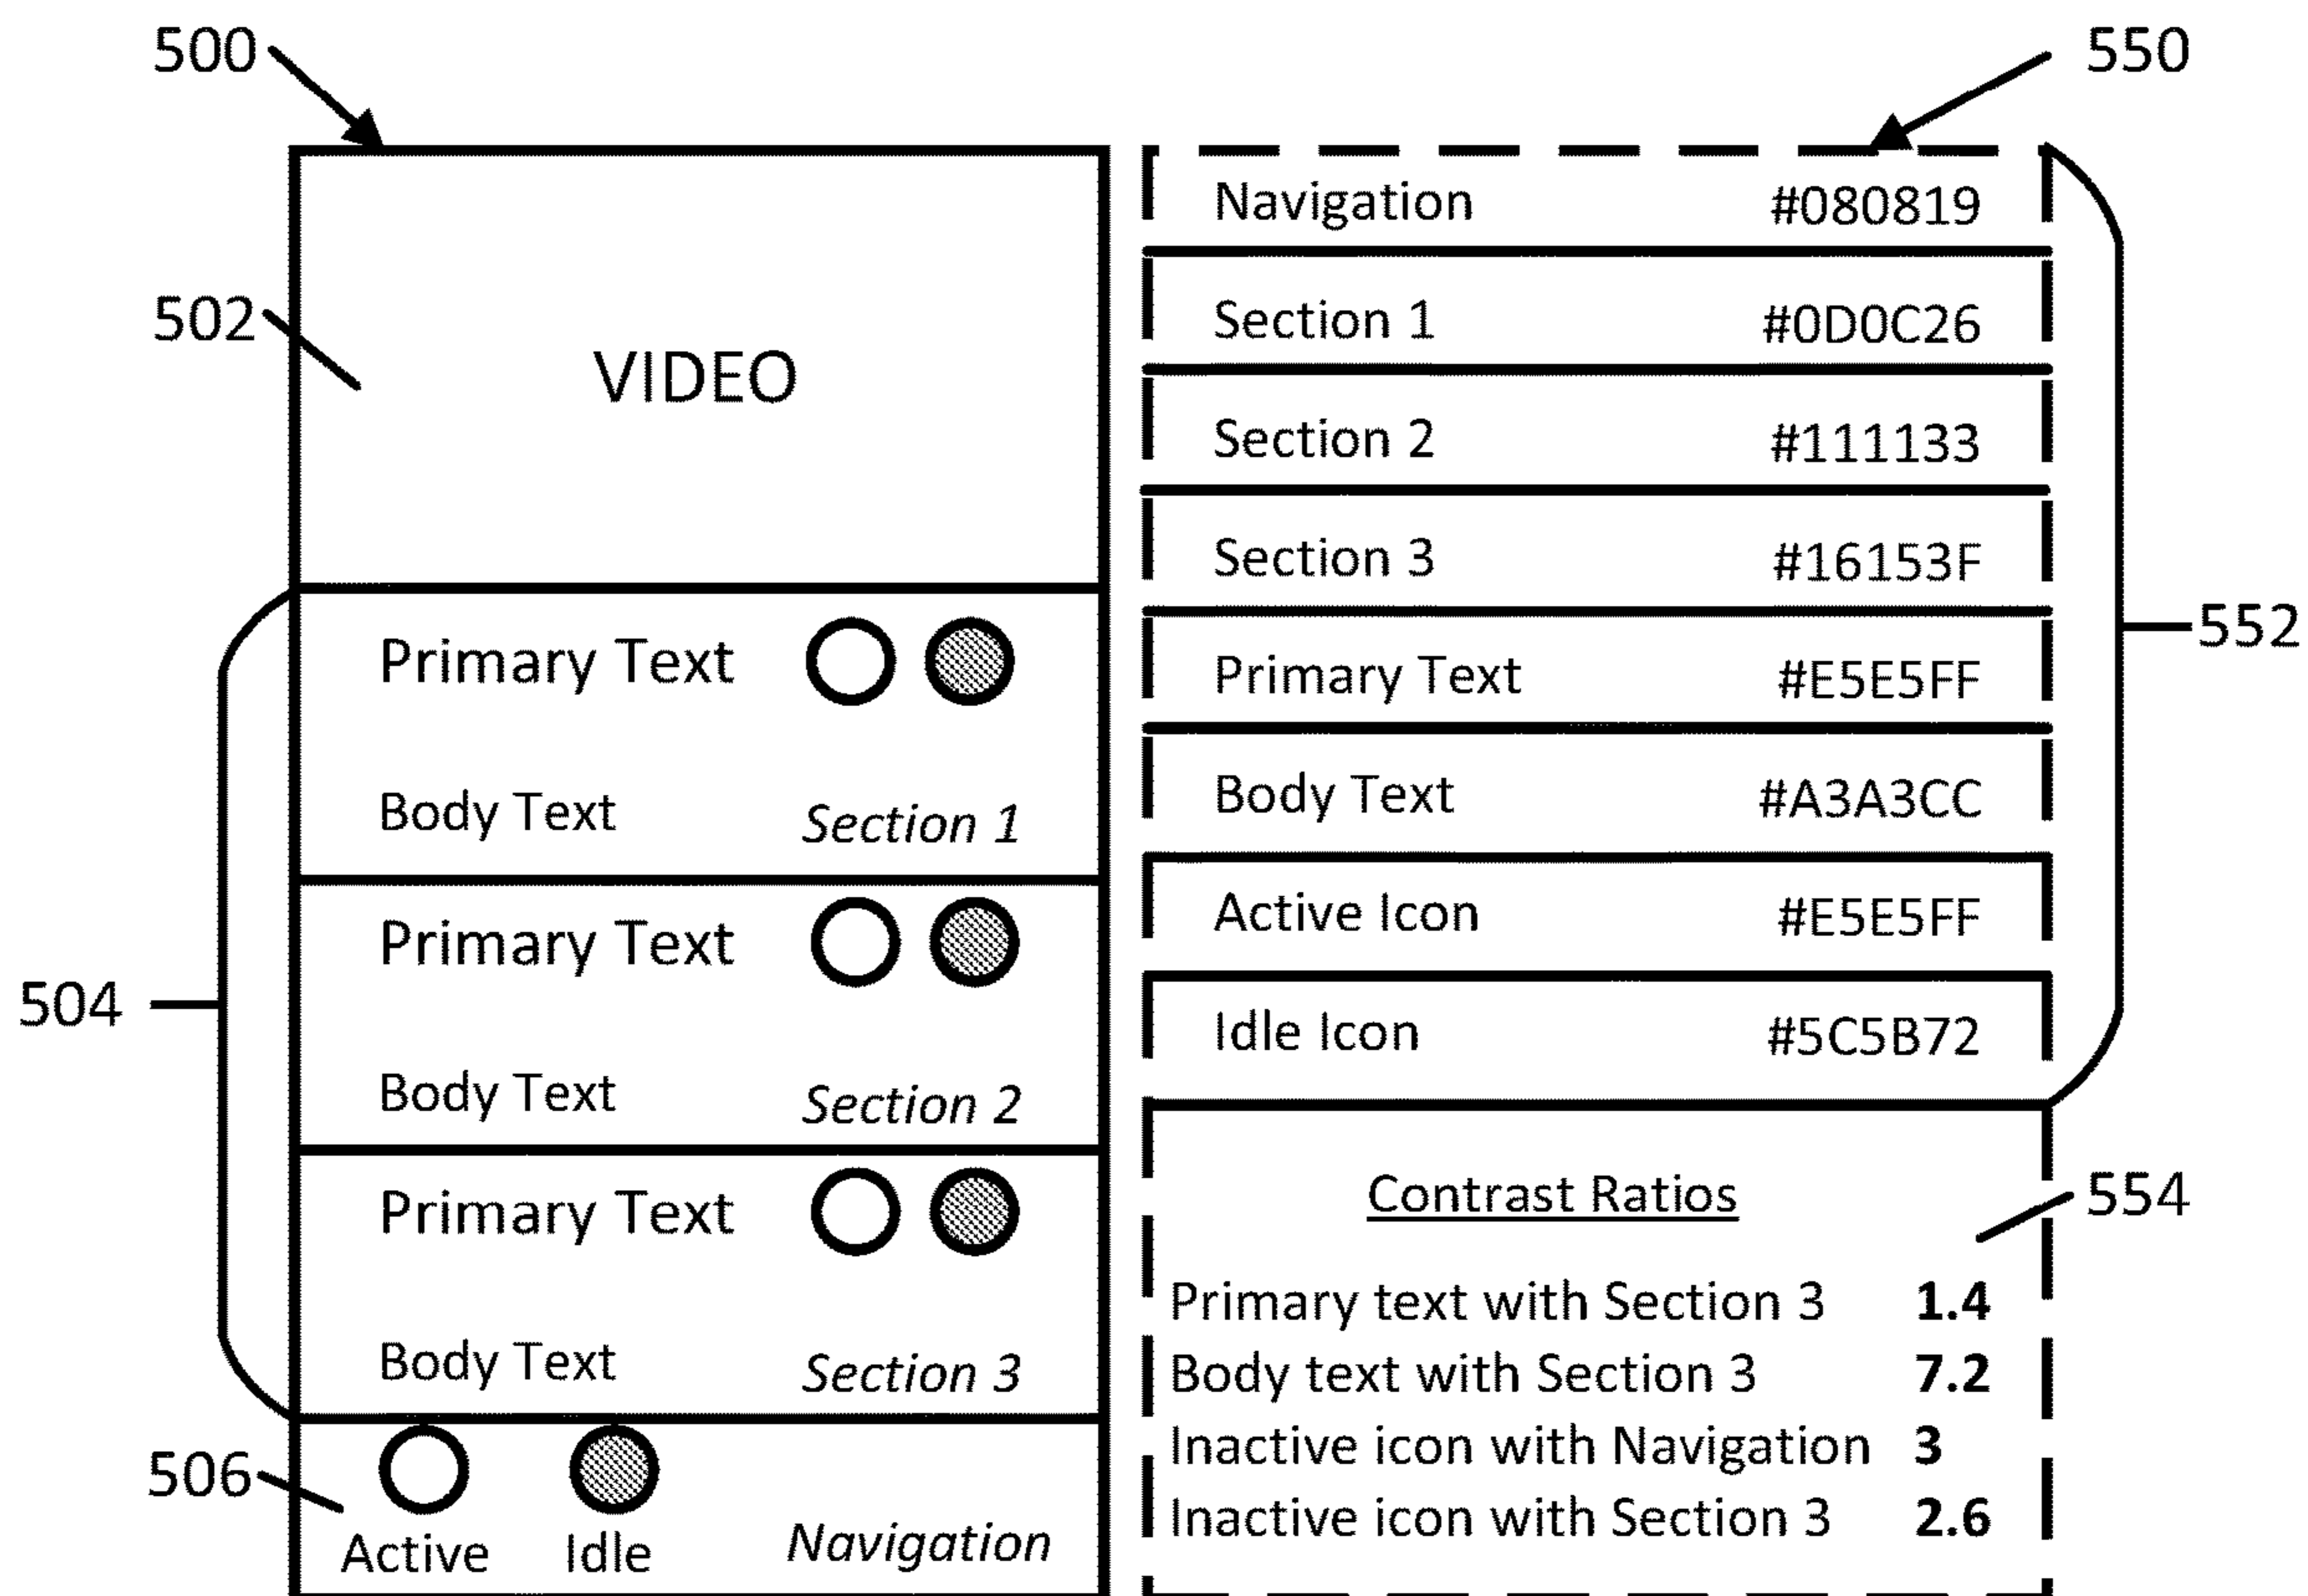 500
550
Navigation #080819
502
VIDEO
Section 1 #0D0C26
Section 2 #111133
Section 3 #16153F
552
Primary Text
Body Text Section 1
Primary Text #E5E5FF
Body Text #A3A3CC
504
Primary Text
Body Text Section 2
Active Icon #E5E5FF
Idle Icon #5C5B72
Primary Text
Body Text Section 3
Contrast Ratios
554
Primary text with Section 3 1.4
Body text with Section 3 7.2
Inactive icon with Navigation 3
Inactive icon with Section 3 2.6
506
Active Idle Navigation